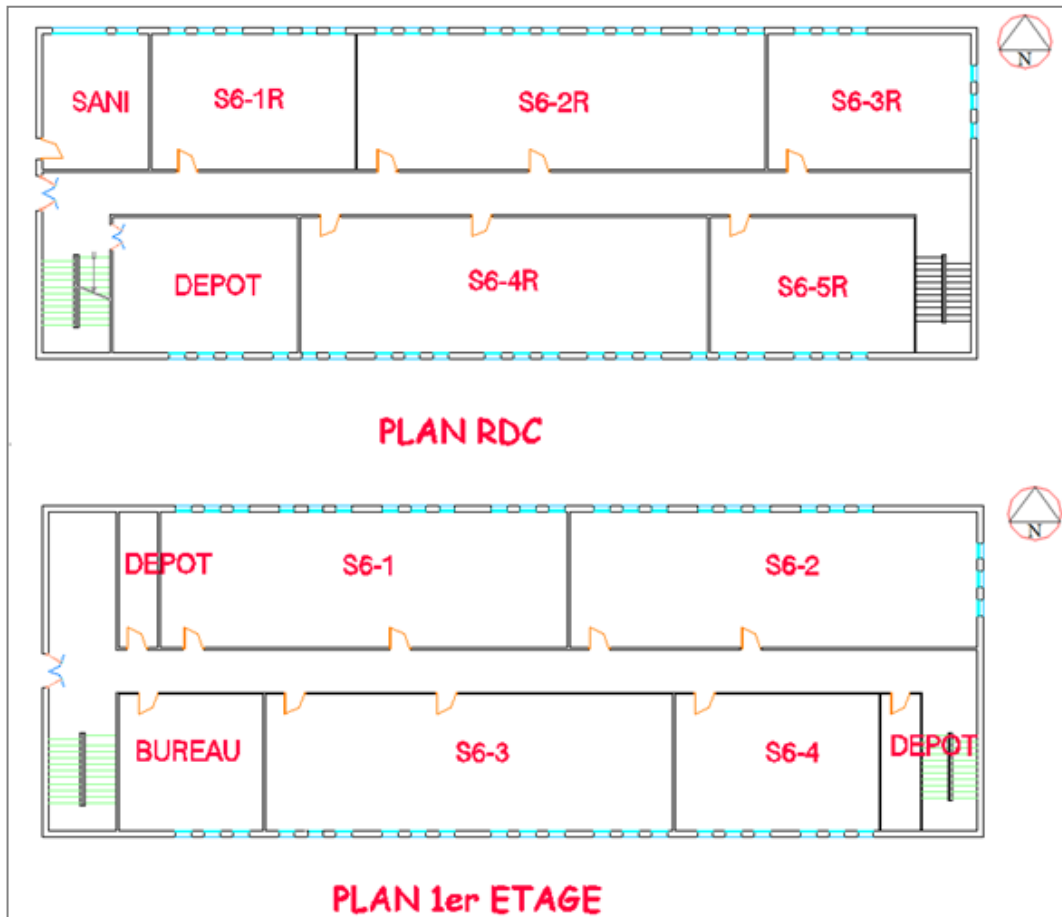 N
SANI
S6-1R
S6-2R
S6-3R
DEPOT
S6-4R
S6-5R
PLAN RDC
N
DEPOT
S6-1
S6-2
BUREAU
S6-3
S6-4
DEPOT
PLAN 1er ETAGE